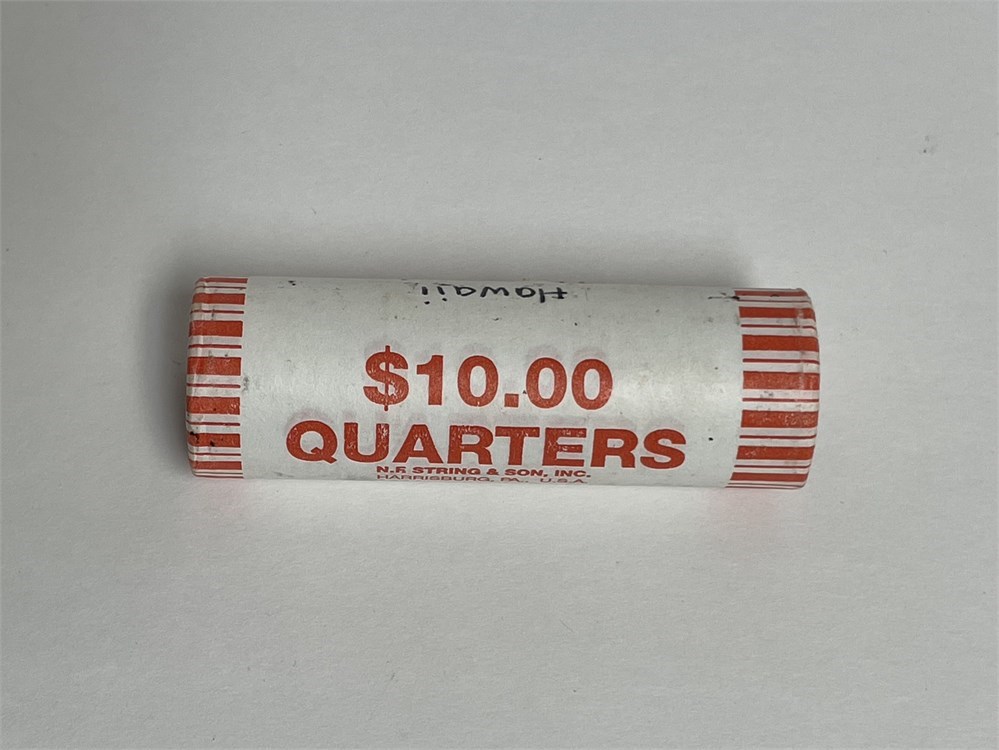 Hawaii
$10.00
QUARTERS
N.F. STRING & SON, INC.
HARRISBURG, PA., U.S.A.